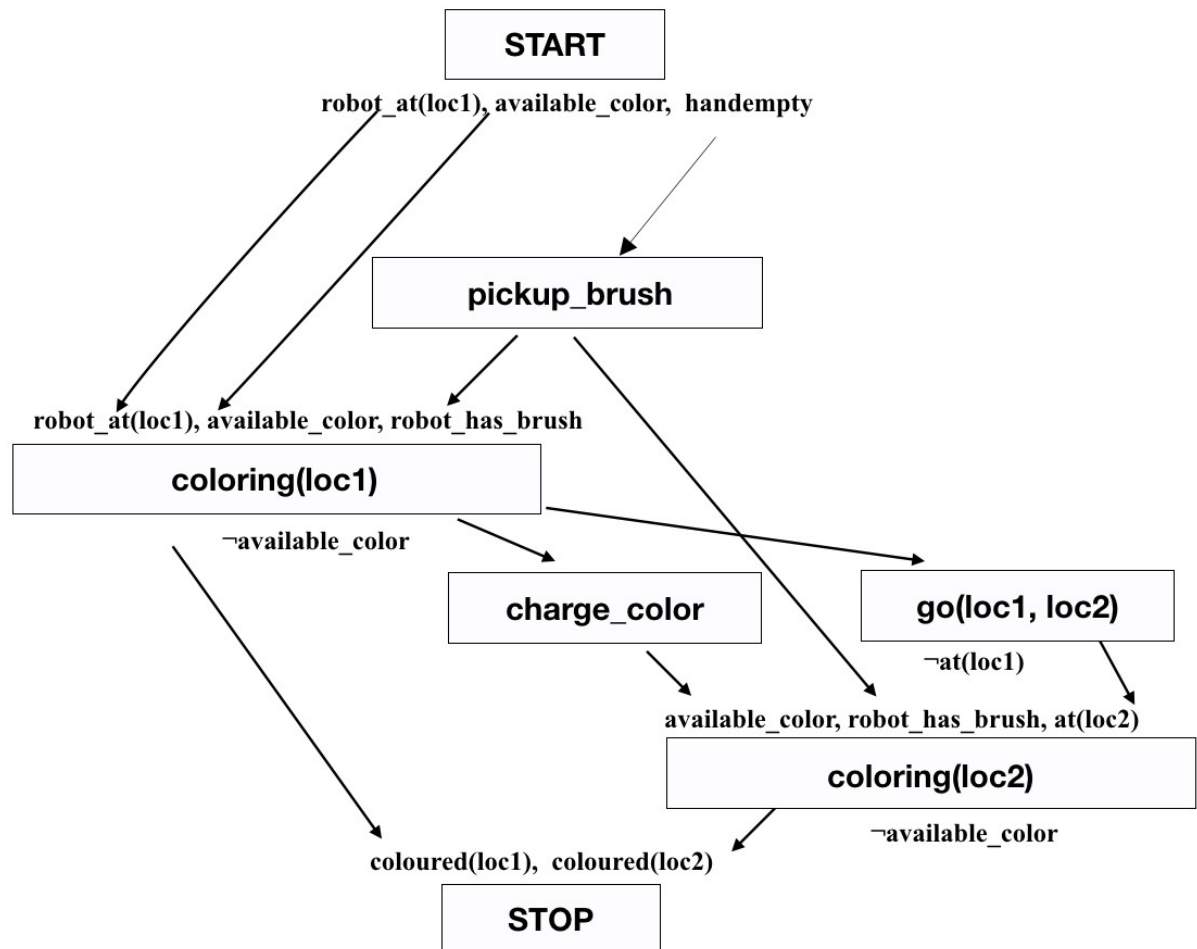 START
robot_at(loc1), available_color, handempty
pickup_brush
robot_at(loc1), available_color, robot_has_brush
coloring(loc1)
¬available_color
charge_color
go(loc1, loc2)
¬at(loc1)
available_color, robot_has_brush, at(loc2)
coloring(loc2)
¬available_color
coloured(loc1), coloured(loc2)
STOP